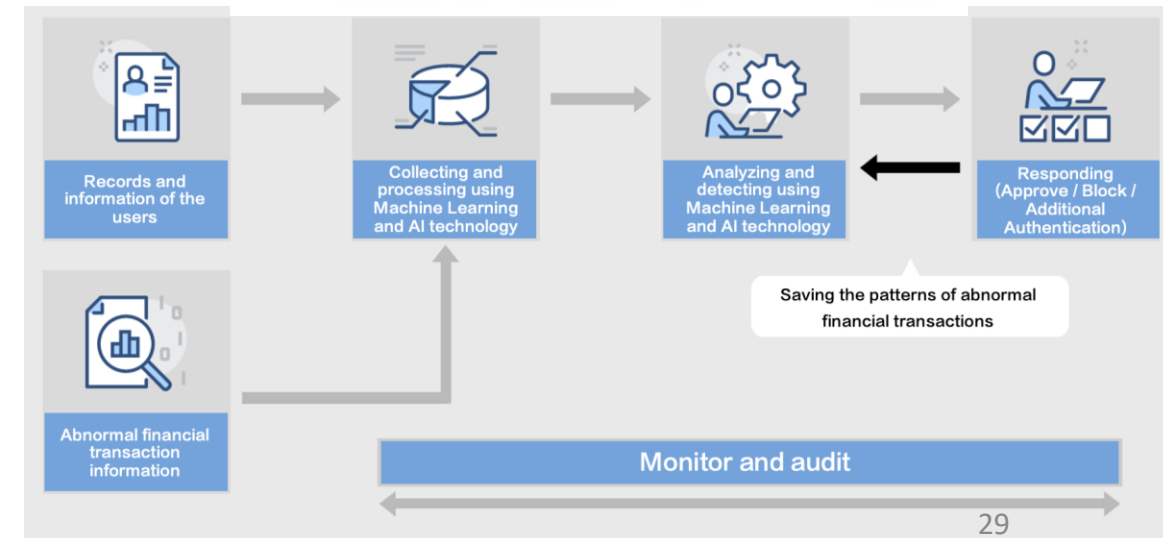 Records and
information of the
users
Collecting and
processing using
Machine Learning
and AI technology
Analyzing and
detecting using
Machine Learning
and AI technology
Responding
(Approve / Block /
Additional
Authentication)
Saving the patterns of abnormal
financial transactions
Abnormal financial
transaction
information
Monitor and audit
29